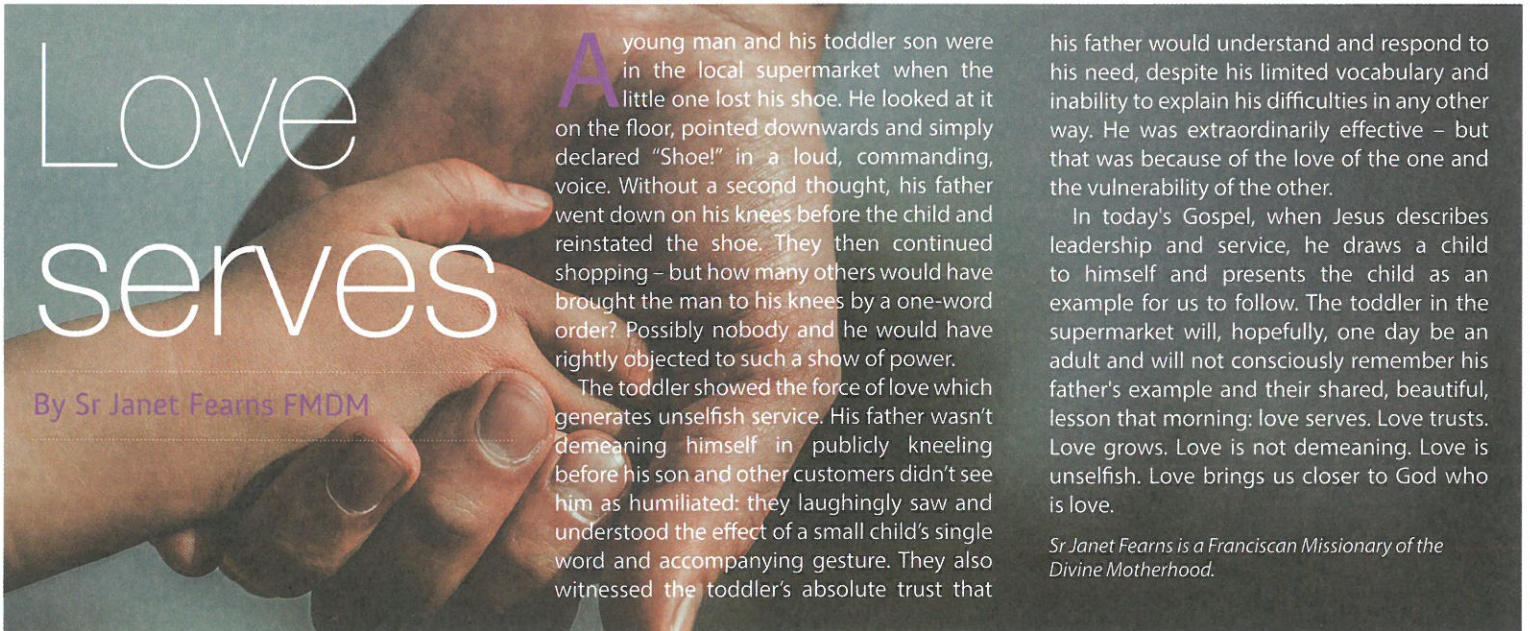 Love
serves
By Sr Janet Fearns FMDM
A young man and his toddler son were
in the local supermarket when the
little one lost his shoe. He looked at it
on the floor, pointed downwards and simply
declared “Shoe!” in a loud, commanding,
voice. Without a second thought, his father
went down on his knees before the child and
reinstated the shoe. They then continued
shopping – but how many others would have
brought the man to his knees by a one-word
order? Possibly nobody and he would have
rightly objected to such a show of power.
The toddler showed the force of love which
generates unselfish service. His father wasn’t
demeaning himself in publicly kneeling
before his son and other customers didn’t see
him as humiliated: they laughingly saw and
understood the effect of a small child’s single
word and accompanying gesture. They also
witnessed the toddler’s absolute trust that
his father would understand and respond to
his need, despite his limited vocabulary and
inability to explain his difficulties in any other
way. He was extraordinarily effective – but
that was because of the love of the one and
the vulnerability of the other.
In today's Gospel, when Jesus describes
leadership and service, he draws a child
to himself and presents the child as an
example for us to follow. The toddler in the
supermarket will, hopefully, one day be an
adult and will not consciously remember his
father's example and their shared, beautiful,
lesson that morning: love serves. Love trusts.
Love grows. Love is not demeaning. Love is
unselfish. Love brings us closer to God who
is love.
Sr Janet Fearns is a Franciscan Missionary of the
Divine Motherhood.